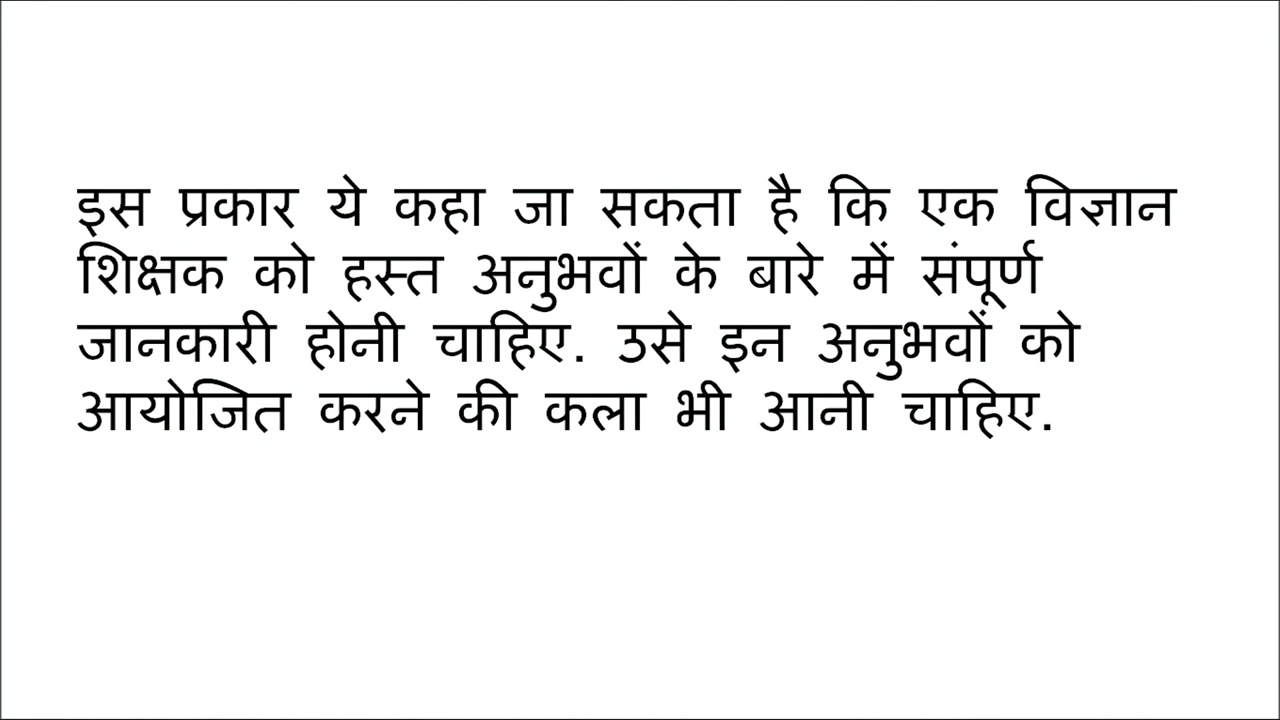 इस प्रकार ये कहा जा सकता है कि एक विज्ञान
शिक्षक को हस्त अनुभवों के बारे में संपूर्ण
जानकारी होनी चाहिए. उसे इन अनुभवों को
आयोजित करने की कला भी आनी चाहिए.